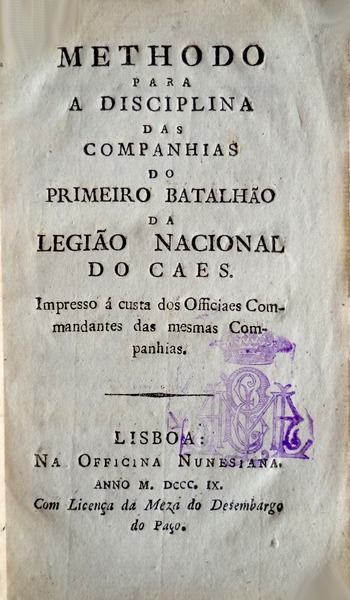 METHODO
PARA
A DISCIPLINA
DAS
COMPANHIAS
DO
PRIMEIRO BATALHÃO
DA
LEGIÃO NACIONAL
DO CAES.
Impresso á custa dos Officiaes Com-
mandantes das mesmas Com-
panhias.
LISBOA:
NA OFFICINA NUNESIANA.
ANNO M. DCCC. IX.
Com Licença da Meza do Desembargo
do Paço.